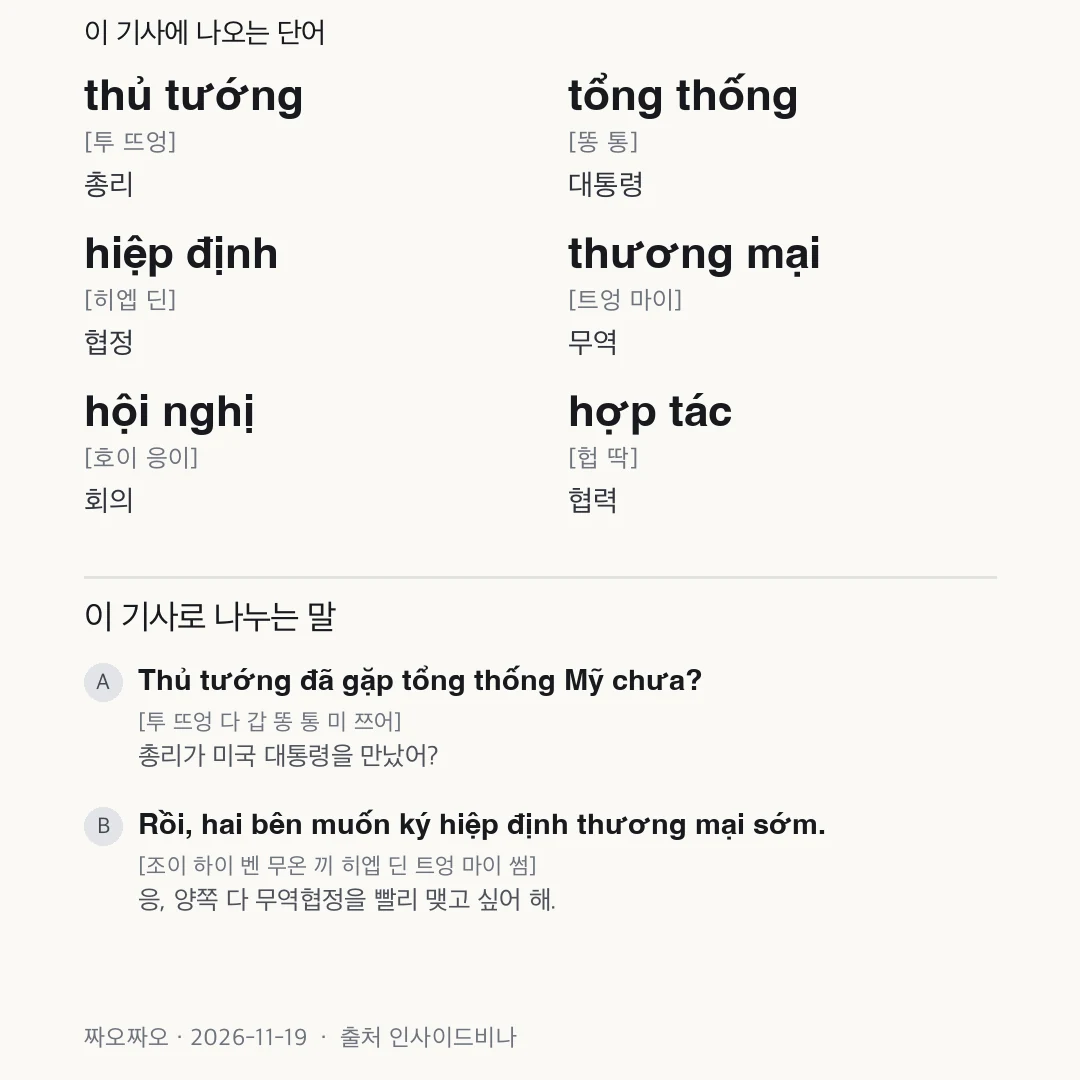 이 기사에 나오는 단어
thủ tướng
[투 뜨엉]
총리
tổng thống
[똥 통]
대통령
hiệp định
[히엡 딘]
협정
thương mại
[트엉 마이]
무역
hội nghị
[호이 응이]
회의
hợp tác
[헙 딱]
협력
이 기사로 나누는 말
A
Thủ tướng đã gặp tổng thống Mỹ chưa?
[투 뜨엉 다 갑 똥 통 미 쯔어]
총리가 미국 대통령을 만났어?
B
Rồi, hai bên muốn ký hiệp định thương mại sớm.
[조이 하이 벤 무온 끼 히엡 딘 트엉 마이 썸]
응, 양쪽 다 무역협정을 빨리 맺고 싶어 해.
짜오짜오 · 2026-11-19 · 출처 인사이드비나